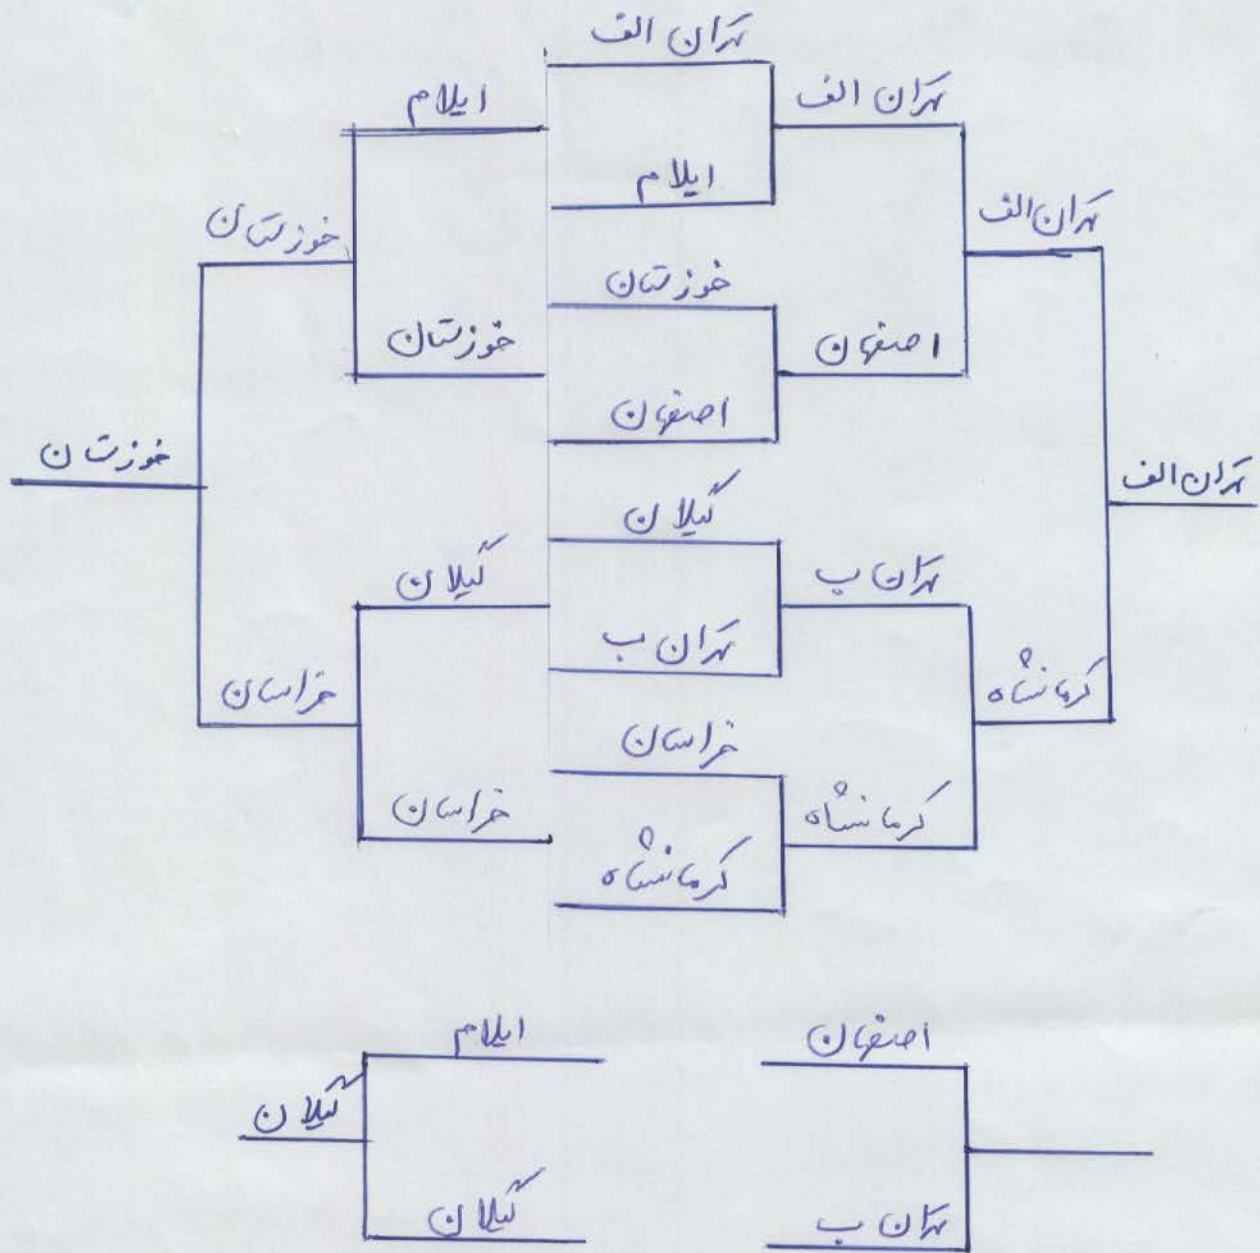 تهران الف
ایلام
تهران الف
ایلام
تهران الف
خوزستان
خوزستان
اصفهان
خوزستان
اصفهان
خوزستان
تهران الف
گیلان
گیلان
تهران ب
تهران ب
خراسان
کرمانشاه
خراسان
خراسان
کرمانشاه
کرمانشاه
ایلام
اصفهان
گیلان
گیلان
تهران ب